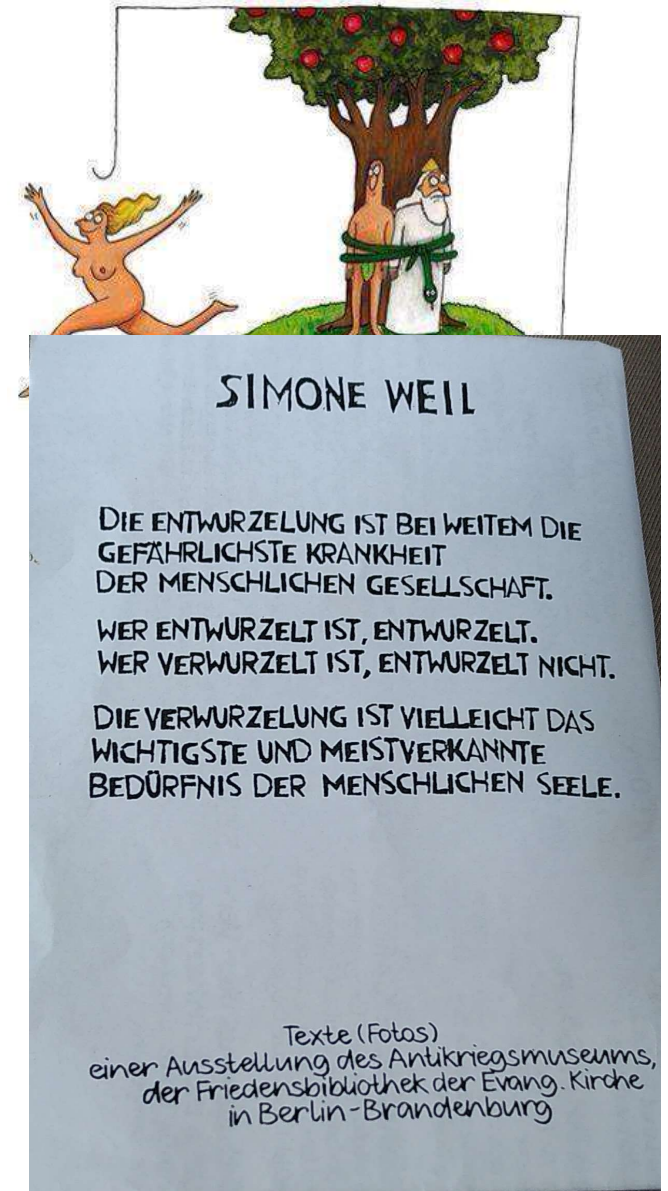 SIMONE WEIL
DIE ENTWURZELUNG IST BEI WEITEM DIE
GEFÄHRLICHSTE KRANKHEIT
DER MENSCHLICHEN GESELLSCHAFT.
WER ENTWURZELT IST, ENTWURZELT.
WER VERWURZELT IST, ENTWURZELT NICHT.
DIE VERWURZELUNG IST VIELLEICHT DAS
WICHTIGSTE UND MEISTVERKANNTE
BEDÜRFNIS DER MENSCHLICHEN SEELE.
Texte (Fotos)
einer Ausstellung des Antikriegsmuseums,
der Friedensbibliothek der Evang. Kirche
in Berlin-Brandenburg